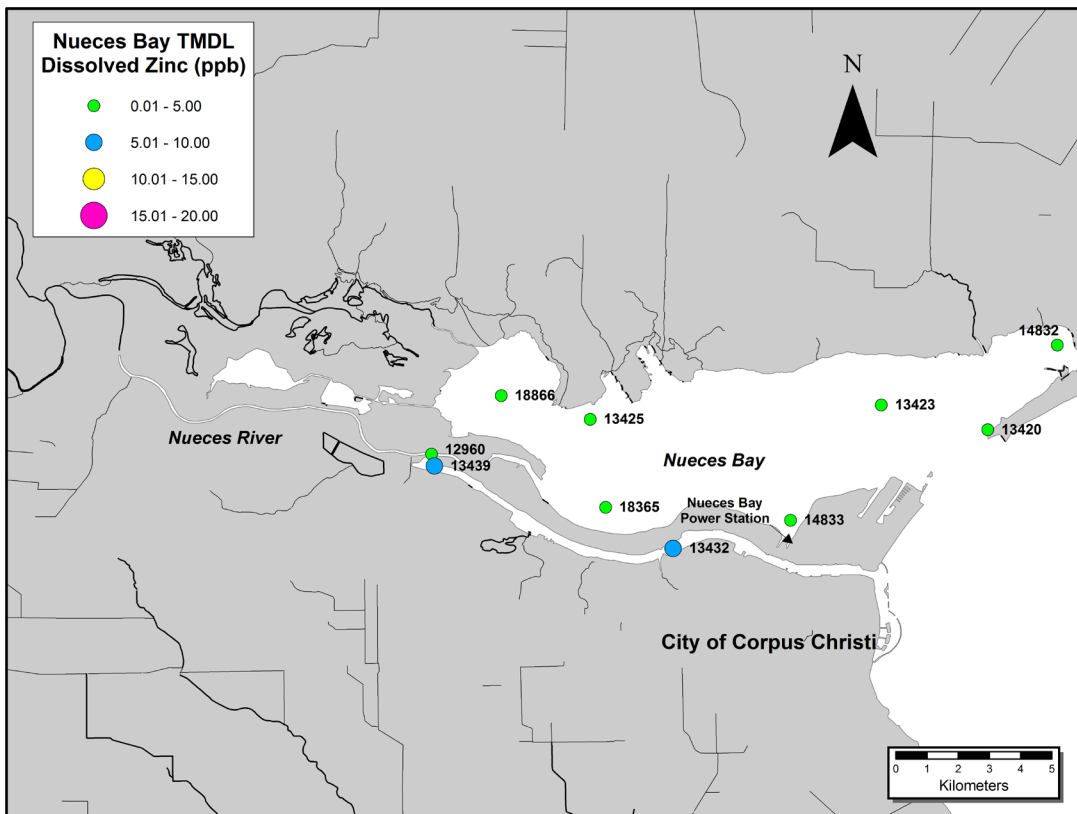 Nueces Bay TMDL
Dissolved Zinc (ppb)
0.01 - 5.00
5.01 - 10.00
10.01 - 15.00
15.01 - 20.00
N
14832
18866
13425
13423
13420
Nueces River
12960
13439
Nueces Bay
18365
Nueces Bay
Power Station
14833
13432
City of Corpus Christi
0 1 2 3 4 5
Kilometers